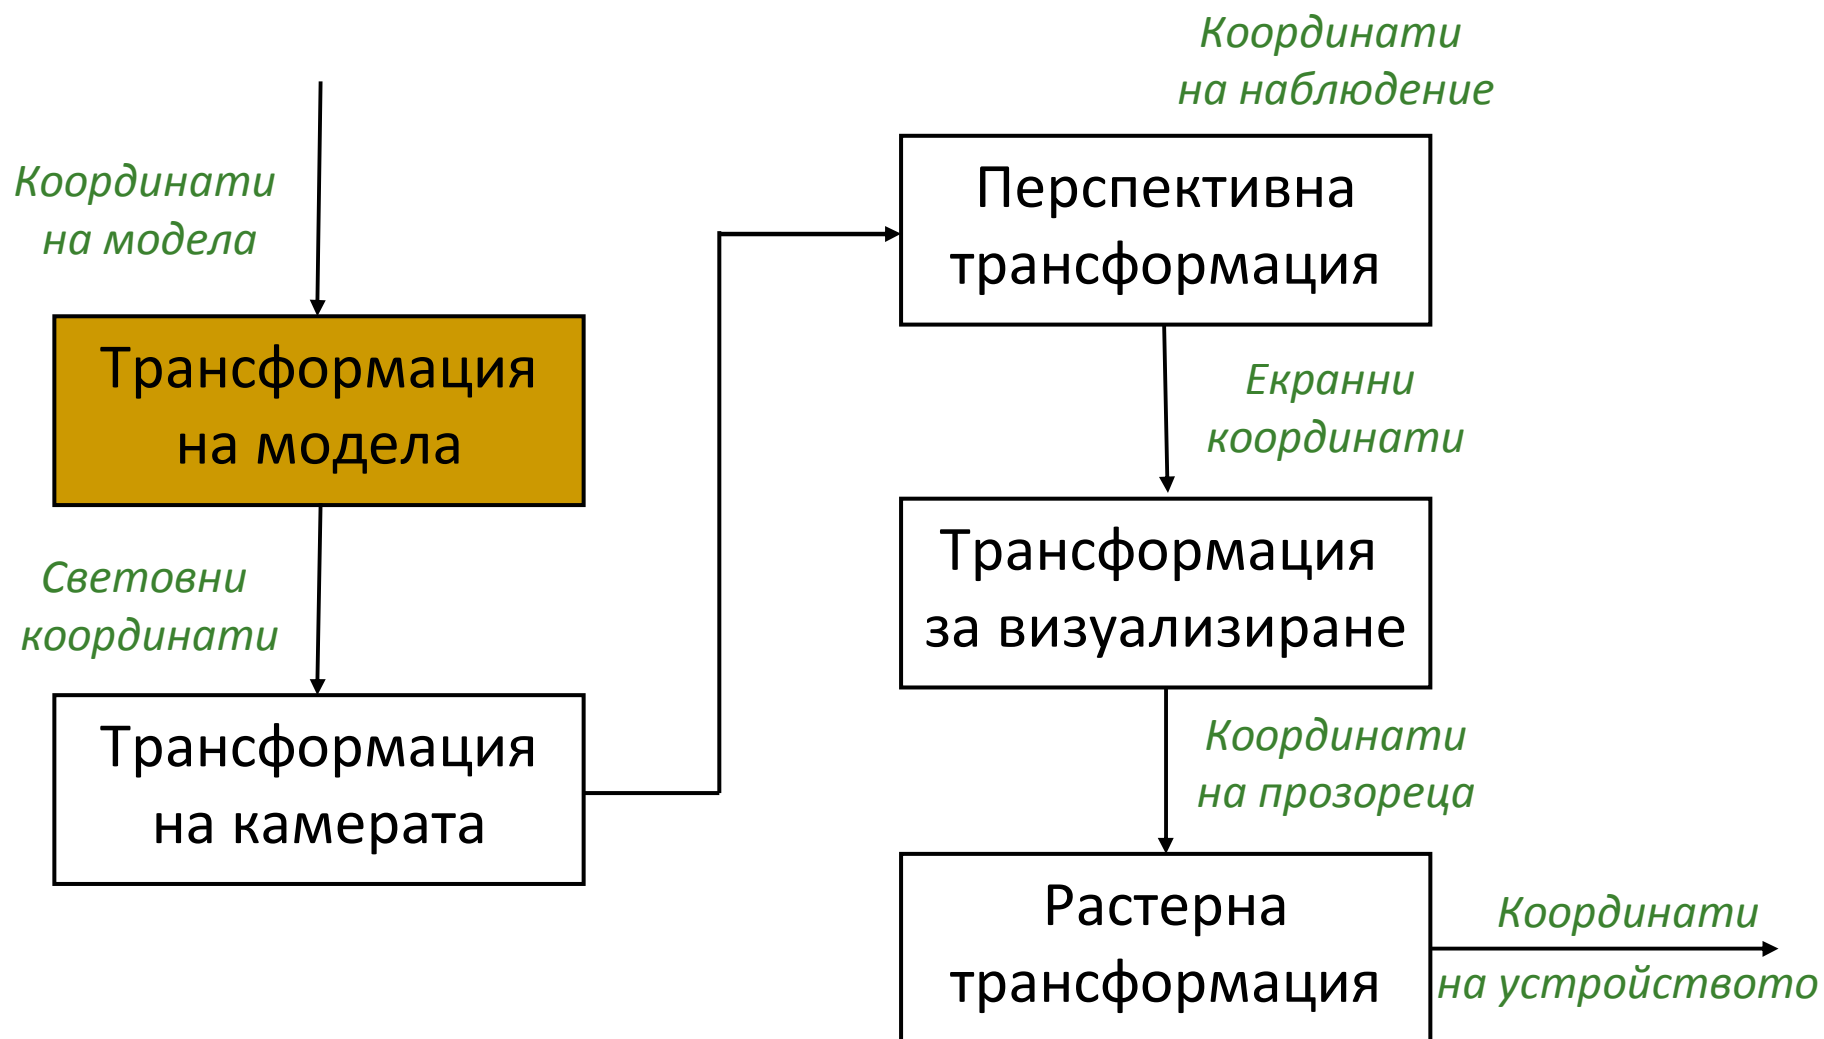 Координати
на модела
Трансформация
на модела
Световни
координати
Трансформация
на камерата
Координати
на наблюдение
Перспективна
трансформация
Екранни
координати
Трансформация
за визуализиране
Координати
на прозореца
Растерна
трансформация
Координати
на устройството